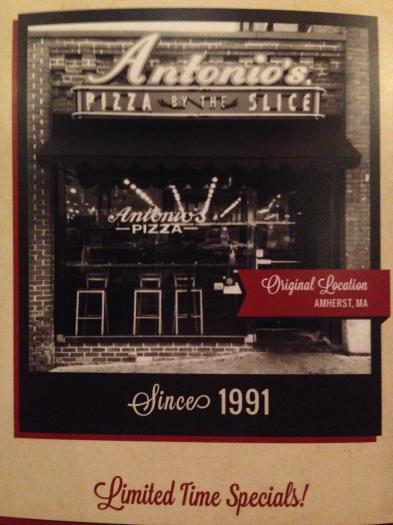 Antonio's
PIZZA BY THE SLICE
Antonio's
PIZZA
Original Location
AMHERST, MA
Since 1991
Limited Time Specials!